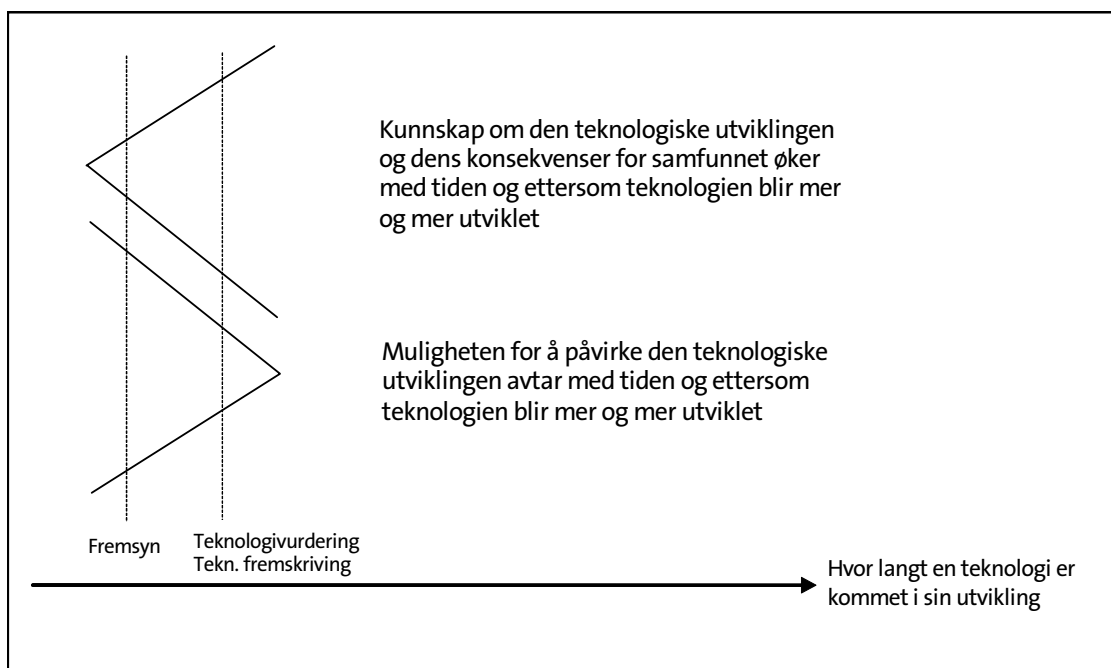 Kunnskap om den teknologiske utviklingen
og dens konsekvenser for samfunnet øker
med tiden og ettersom teknologien blir mer
og mer utviklet
Muligheten for å påvirke den teknologiske
utviklingen avtar med tiden og ettersom
teknologien blir mer og mer utviklet
Fremsyn
Teknologivurdering
Tekn. fremskriving
Hvor langt en teknologi er
kommet i sin utvikling